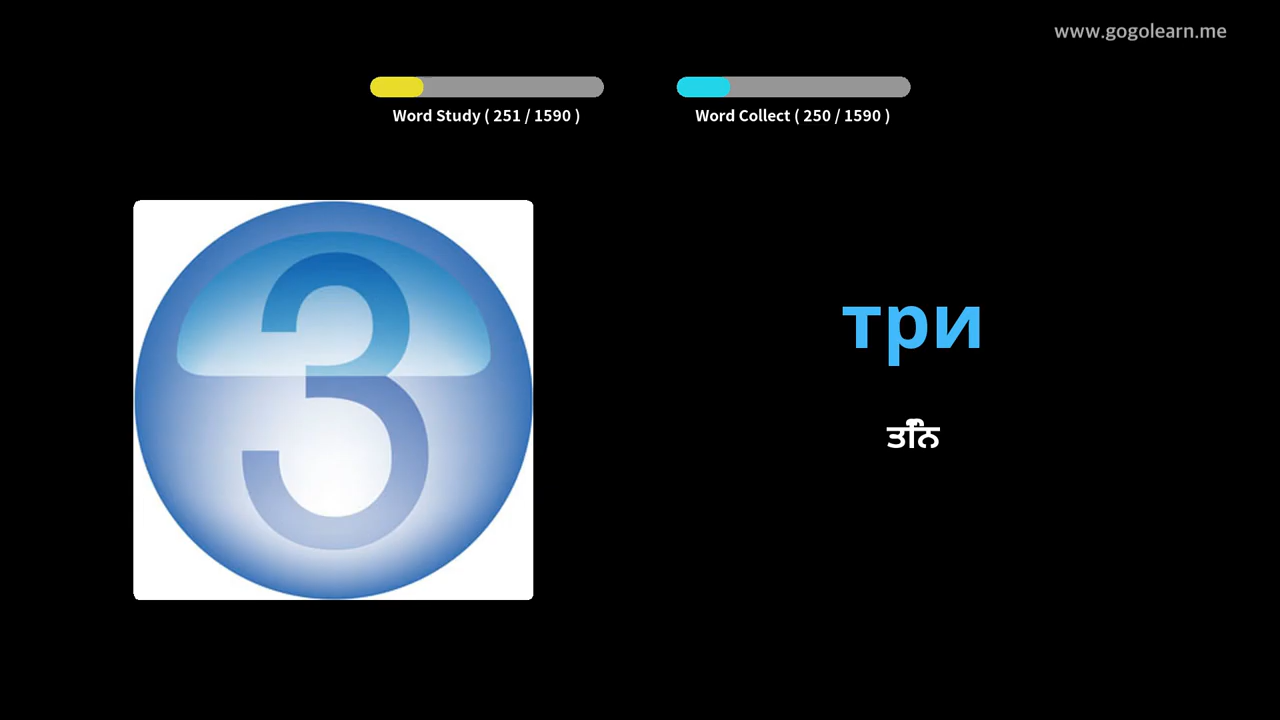 www.gogolearn.me
Word Study ( 251 / 1590 )
Word Collect ( 250 / 1590 )
3
три
ਤਿੰਨ